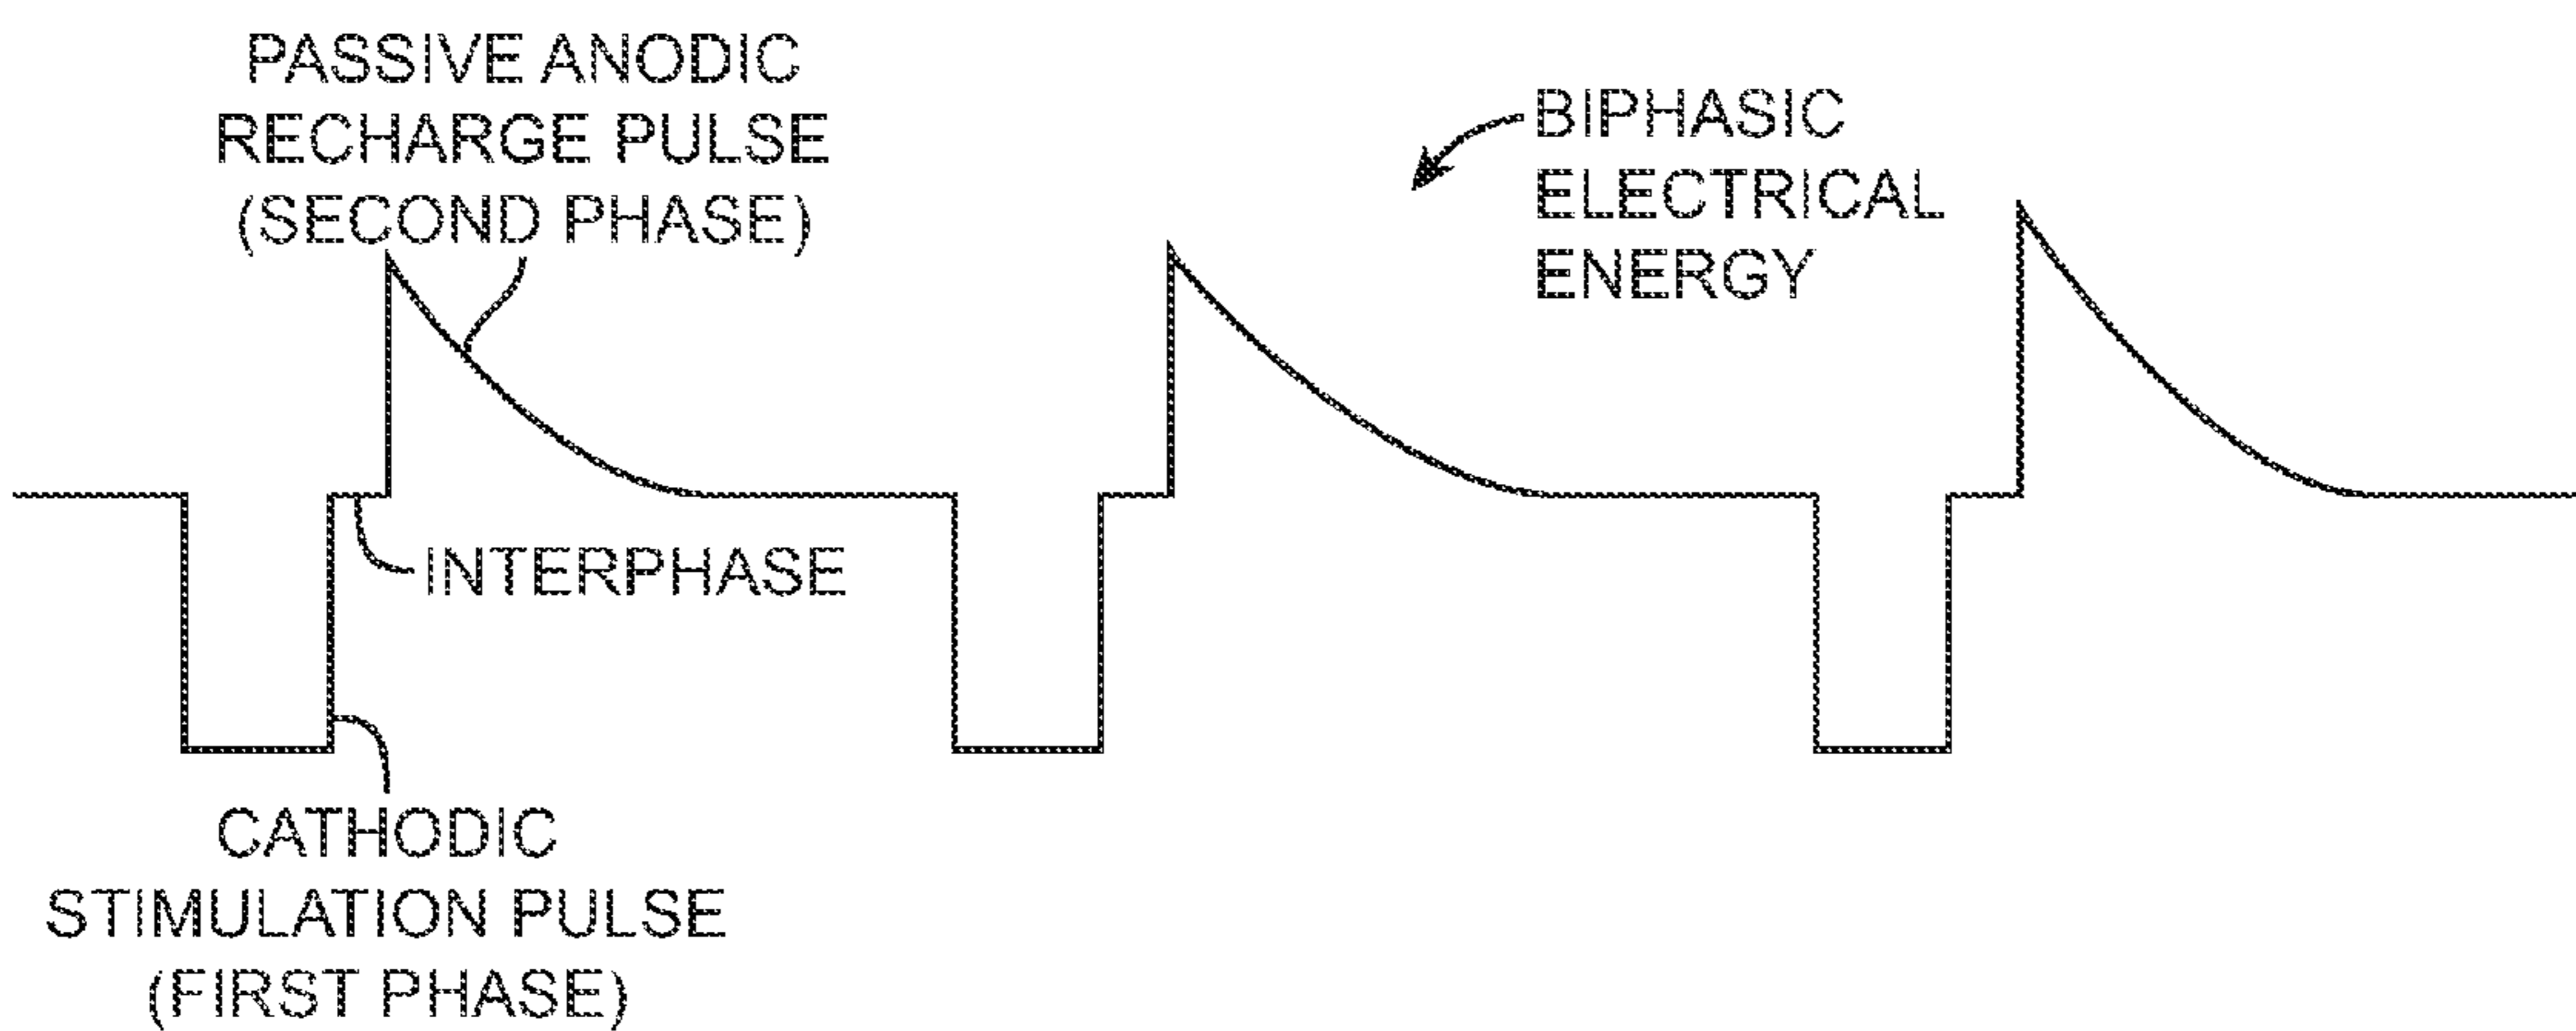 PASSIVE ANODIC
RECHARGE PULSE
(SECOND PHASE)
BIPHASIC
ELECTRICAL
ENERGY
INTERPHASE
CATHODIC
STIMULATION PULSE
(FIRST PHASE)